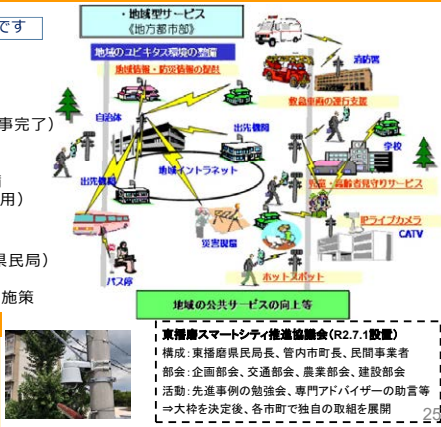 です
事完了）
用）
県民局）
施策
・地域型サービス
《地方都市部》
地域のユビキタス環境の整備
地域情報・防災情報の提供
消防署
救急車両の運行支援
自治体
出先機関
学校
地域イントラネット
出先機関
児童・高齢者見守りサービス
IPライブカメラ
CATV
災害現場
バス停
ホットスポット
地域の公共サービスの向上等
東播磨スマートシティ推進協議会(R2.7.1設置)
構成：東播磨県民局長、管内市町長、民間事業者
部会：企画部会、交通部会、農業部会、建設部会
活動：先進事例の勉強会、専門アドバイザーの助言等
⇒大枠を決定後、各市町で独自の取組を展開
25